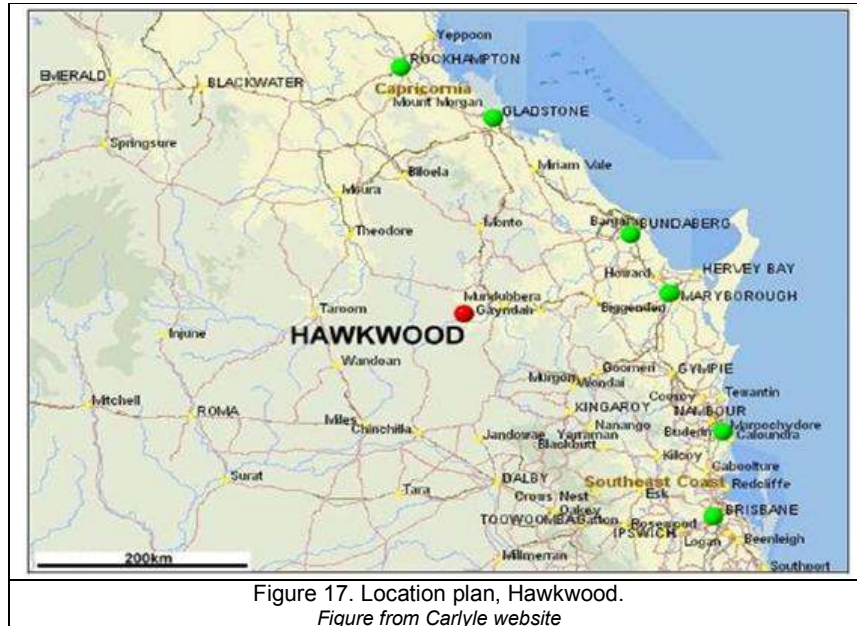 Yeppoon
ROCKHAMPTON
EMERALD
BLACKWATER
Capricornia
Mount Morgan
GLADSTONE
Springsure
Biloela
Miriam Vale
Moura
Theodore
Monto
BUNDABERG
Howard
HERVEY BAY
Mundubbera
MARYBOROUGH
Taroom
Gayndah
Biggenden
HAWKWOOD
Injune
Wandoan
Goomeri
GYMPIE
Murgon
Wondai
Mitchell
Cooroy
Tewantin
ROMA
KINGAROY
NAMBOUR
Miles
Nanango
Maroochydore
Chinchilla
Jandowae
Yarraman
Buderim
Caloundra
Blackbutt
Kilcoy
Caboolture
Surat
DALBY
Southeast Coast
Redcliffe
Tara
Crows Nest
Esk
Oakey
BRISBANE
TOOWOOMBA
Gatton
Rosewood
IPSWICH
Logan
Beenleigh
200km
Millmerran
Southport
Figure 17. Location plan, Hawkwood.
Figure from Carlyle website